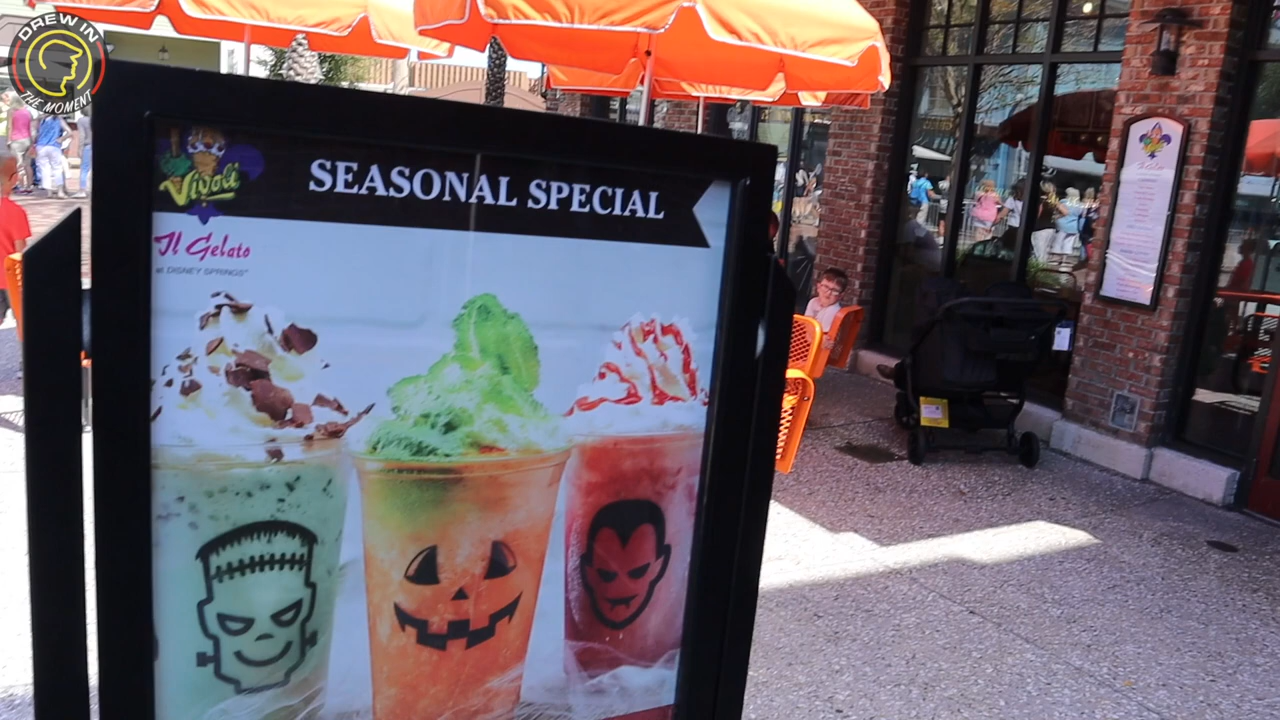 DREW IN
THE MOMENT
Vivoli
SEASONAL SPECIAL
Il Gelato
at DISNEY SPRINGS